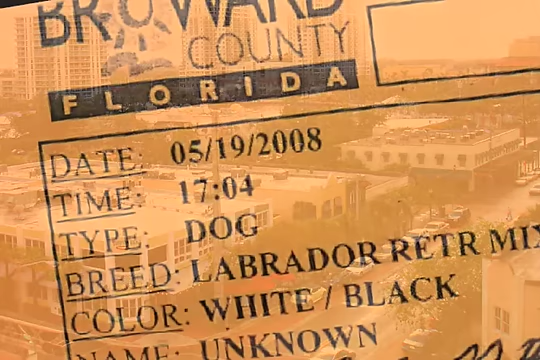 BROWARD
COUNTY
FLORIDA
DATE: 05/19/2008
TIME: 17:04
TYPE: DOG
BREED: LABRADOR RETR MIX
COLOR: WHITE / BLACK
NAME: UNKNOWN